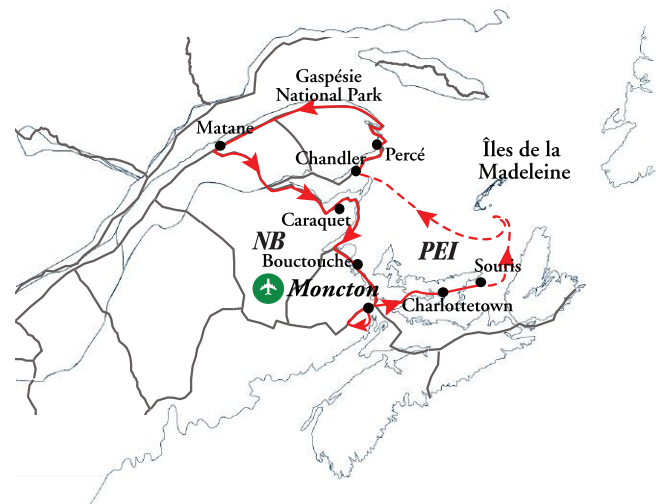 Gaspésie
National Park
Matane
Chandler
Percé
Îles de la
Madeleine
Caraquet
NB
PEI
Bouctouche
Souris
Moncton
Charlottetown